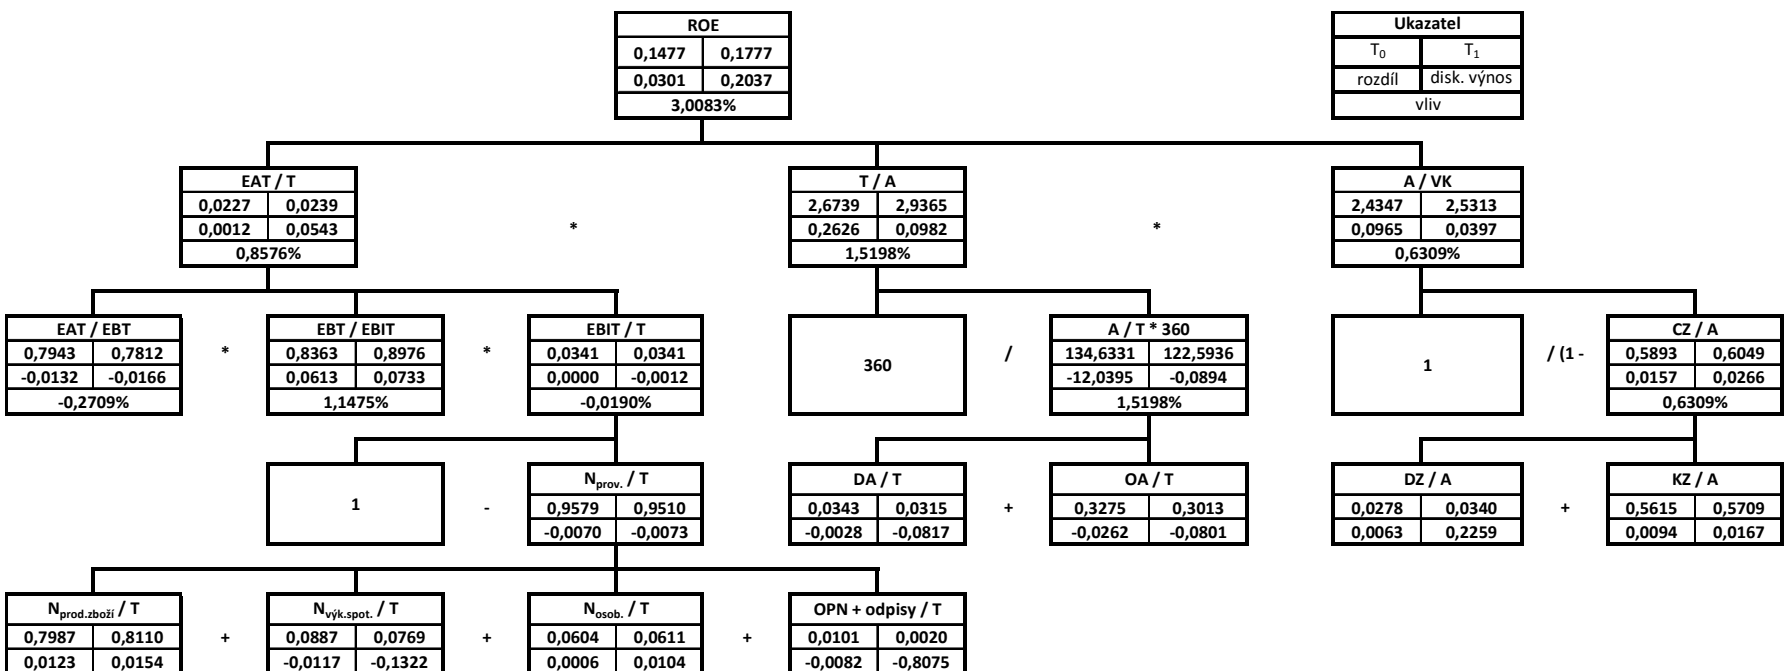 ROE
0,1477 0,1777
0,0301 0,2037
3,0083%
Ukazatel
T0 T1
rozdíl disk. výnos
vliv
EAT / T
0,0227 0,0239
0,0012 0,0543
0,8576%
*
T / A
2,6739 2,9365
0,2626 0,0982
1,5198%
*
A / VK
2,4347 2,5313
0,0965 0,0397
0,6309%
EAT / EBT
0,7943 0,7812
-0,0132 -0,0166
-0,2709%
*
EBT / EBIT
0,8363 0,8976
0,0613 0,0733
1,1475%
*
EBIT / T
0,0341 0,0341
0,0000 -0,0012
-0,0190%
360
/
A / T * 360
134,6331 122,5936
-12,0395 -0,0894
1,5198%
1
/ (1 -
CZ / A
0,5893 0,6049
0,0157 0,0266
0,6309%
1
-
Nprov. / T
0,9579 0,9510
-0,0070 -0,0073
DA / T
0,0343 0,0315
-0,0028 -0,0817
+
OA / T
0,3275 0,3013
-0,0262 -0,0801
DZ / A
0,0278 0,0340
0,0063 0,2259
+
KZ / A
0,5615 0,5709
0,0094 0,0167
Nprod.zboží / T
0,7987 0,8110
0,0123 0,0154
+
Nvýk.spot. / T
0,0887 0,0769
-0,0117 -0,1322
+
Nosob. / T
0,0604 0,0611
0,0006 0,0104
+
OPN + odpisy / T
0,0101 0,0020
-0,0082 -0,8075